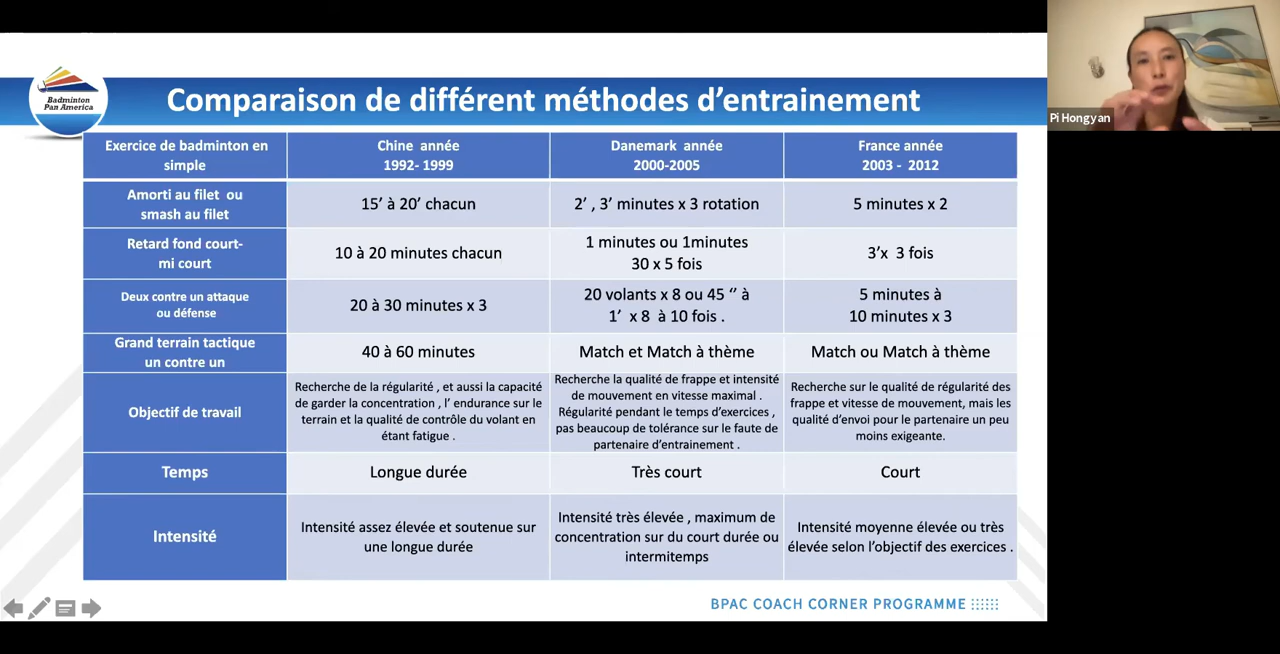 Badminton
Pan America
Comparaison de différent méthodes d’entrainement
Pi Hongyan
Exercice de badminton en
simple
Chine année
1992- 1999
Danemark année
2000-2005
France année
2003 - 2012
Amorti au filet ou
smash au filet
15’ à 20’ chacun
2’ , 3’ minutes x 3 rotation
5 minutes x 2
Retard fond court-
mi court
10 à 20 minutes chacun
1 minutes ou 1minutes
30 x 5 fois
3’x 3 fois
Deux contre un attaque
ou défense
20 à 30 minutes x 3
20 volants x 8 ou 45 ‘’ à
1’ x 8 à 10 fois .
5 minutes à
10 minutes x 3
Grand terrain tactique
un contre un
40 à 60 minutes
Match et Match à thème
Match ou Match à thème
Objectif de travail
Recherche de la régularité , et aussi la capacité
de garder la concentration , l’ endurance sur le
terrain et la qualité de contrôle du volant en
étant fatigue .
Recherche la qualité de frappe et intensité
de mouvement en vitesse maximal .
Régularité pendant le temps d’exercices ,
pas beaucoup de tolérance sur le faute de
partenaire d’entrainement .
Recherche sur le qualité de régularité des
frappe et vitesse de mouvement, mais les
qualité d’envoi pour le partenaire un peu
moins exigeante.
Temps
Longue durée
Très court
Court
Intensité
Intensité assez élevée et soutenue sur
une longue durée
Intensité très élevée , maximum de
concentration sur du court durée ou
intermitemps
Intensité moyenne élevée ou très
élevée selon l’objectif des exercices .
BPAC COACH CORNER PROGRAMME